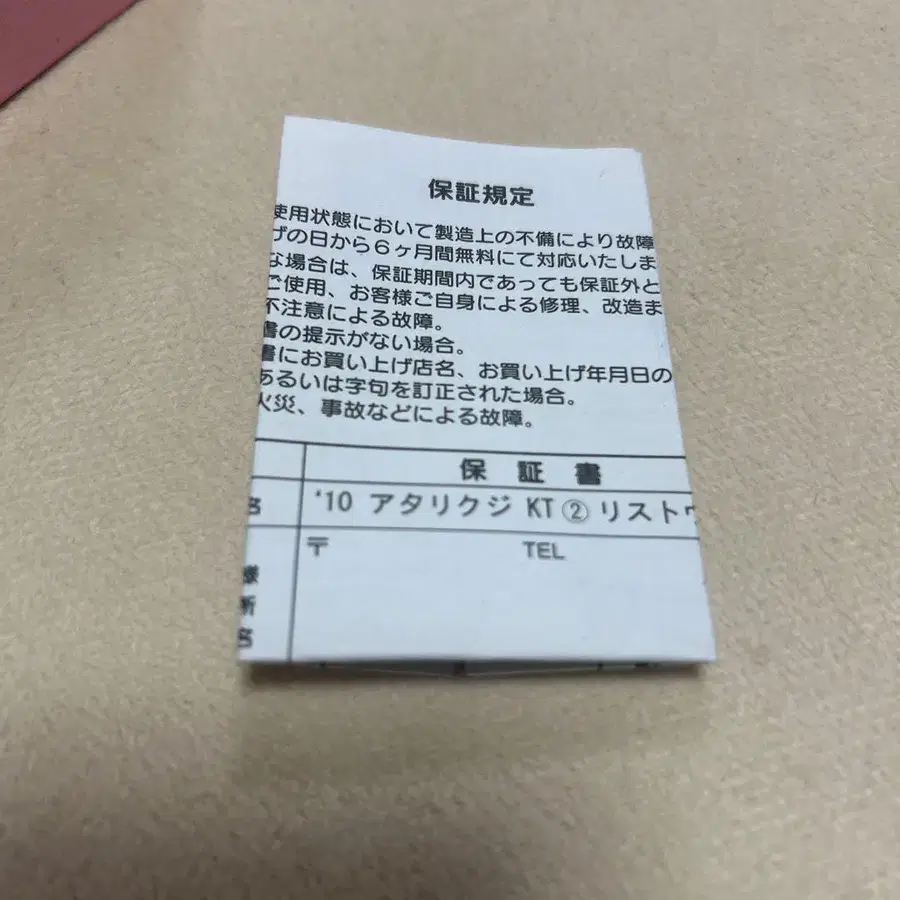 保証規定
使用状態において製造上の不備により故障
げの日から6ヶ月間無料にて対応いたしま
な場合は、保証期間内であっても保証外と
ご使用、お客様ご自身による修理、改造ま
不注意による故障。
書の提示がない場合。
書にお買い上げ店名、お買い上げ年月日の
あるいは字句を訂正された場合。
火災、事故などによる故障。
保 証 書
名 '10 アタリクジ KT ② リストウ
〒 TEL
様
所
名